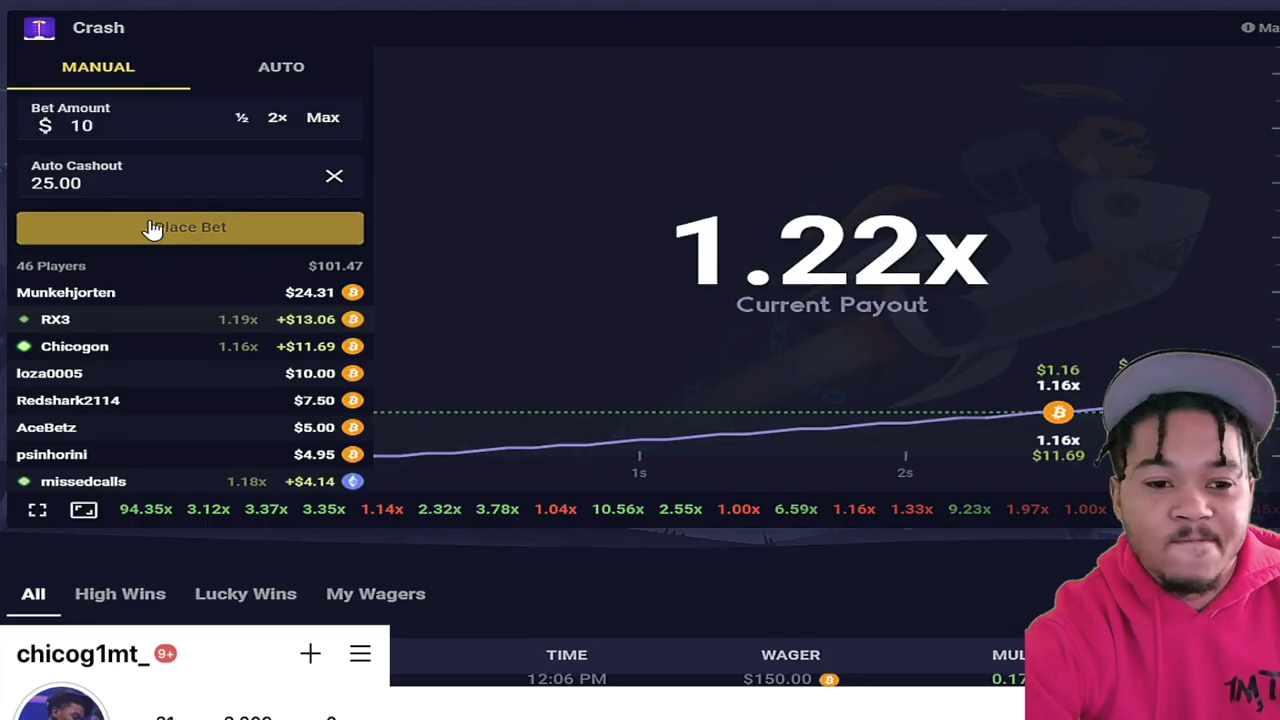 Crash
Ma
MANUAL AUTO
Bet Amount
$ 10 ½ 2× Max
Auto Cashout
25.00
Place Bet
46 Players $101.47
Munkehjorten $24.31
RX3 1.19x +$13.06
Chicogon 1.16x +$11.69
loza0005 $10.00
Redshark2114 $7.50
AceBetz $5.00
psinhorini $4.95
missedcalls 1.18x +$4.14
1.22x
Current Payout
$1.16
1.16x
1.16x
$11.69
1s 2s
94.35x 3.12x 3.37x 3.35x 1.14x 2.32x 3.78x 1.04x 10.56x 2.55x 1.00x 6.59x 1.16x 1.33x 9.23x 1.97x 1.00x
All High Wins Lucky Wins My Wagers
chicog1mt_ 9+
TIME WAGER MUL
12:06 PM $150.00 0.17